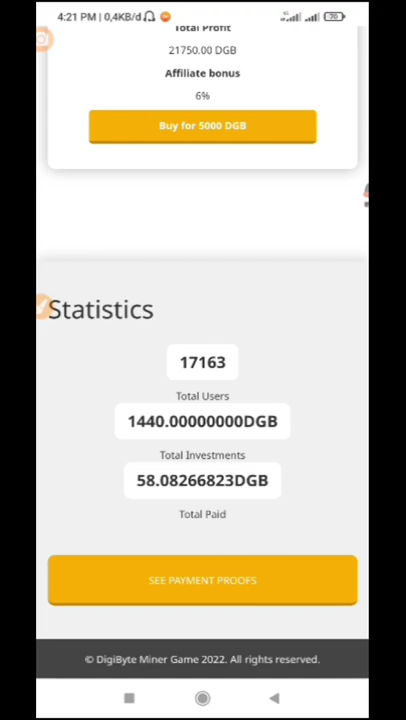 4:21 PM | 0,4KB/d
70
Total Profit
21750.00 DGB
Affiliate bonus
6%
Buy for 5000 DGB
Statistics
17163
Total Users
1440.00000000DGB
Total Investments
58.08266823DGB
Total Paid
SEE PAYMENT PROOFS
© DigiByte Miner Game 2022. All rights reserved.